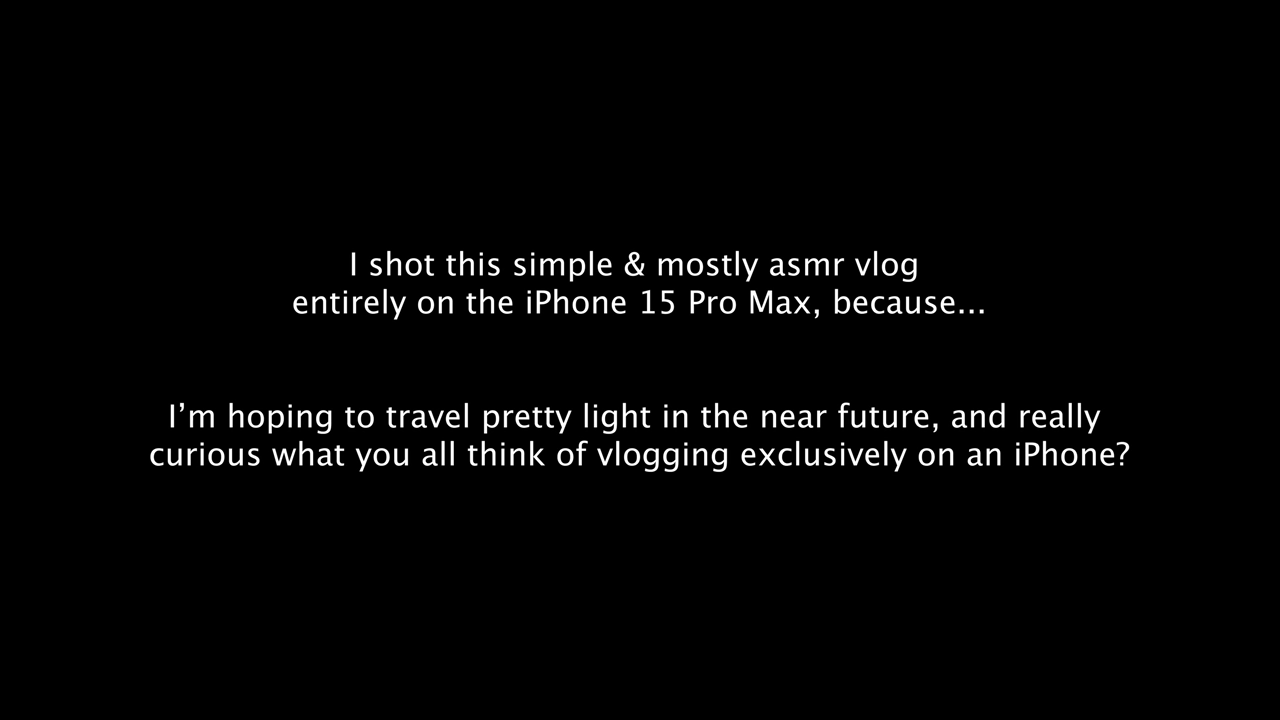 I shot this simple & mostly asmr vlog
entirely on the iPhone 15 Pro Max, because...
I’m hoping to travel pretty light in the near future, and really
curious what you all think of vlogging exclusively on an iPhone?